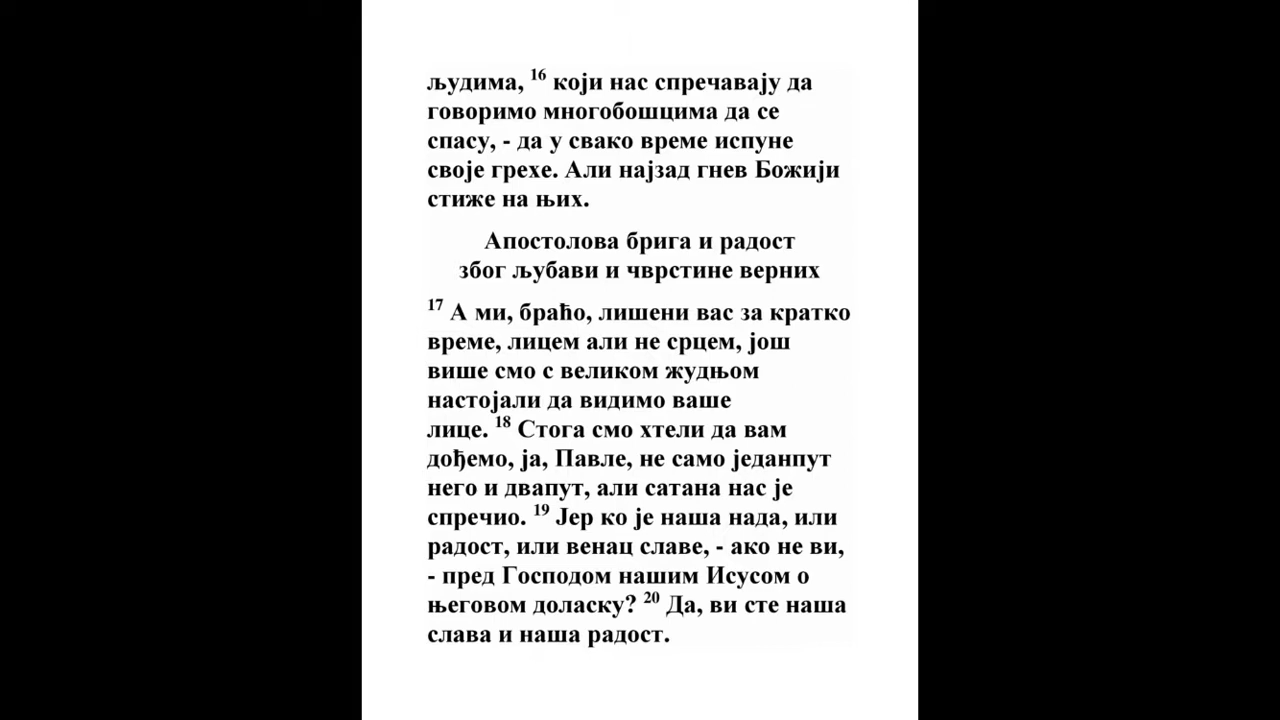 људима, 16 који нас спречавају да
говоримо многобошцима да се
спасу, - да у свако време испуне
своје грехе. Али најзад гнев Божији
стиже на њих.
Апостолова брига и радост
због љубави и чврстине верних
17 А ми, браћо, лишени вас за кратко
време, лицем али не срцем, још
више смо с великом жудњом
настојали да видимо ваше
лице. 18 Стога смо хтели да вам
дођемо, ја, Павле, не само једанпут
него и двапут, али сатана нас је
спречио. 19 Јер ко је наша нада, или
радост, или венац славе, - ако не ви,
- пред Господом нашим Исусом о
његовом доласку? 20 Да, ви сте наша
слава и наша радост.